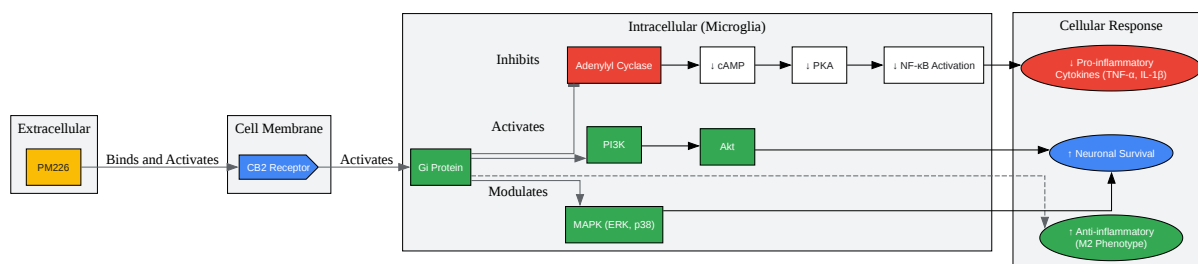 Extracellular
PM226
Binds and Activates
Cell Membrane
CB2 Receptor
Activates
Intracellular (Microglia)
Gi Protein
Inhibits
Adenylyl Cyclase
↓ cAMP
↓ PKA
↓ NF-κB Activation
Activates
PI3K
Akt
Modulates
MAPK (ERK, p38)
Cellular Response
↓ Pro-inflammatory
Cytokines (TNF-α, IL-1β)
↑ Neuronal Survival
↑ Anti-inflammatory
(M2 Phenotype)